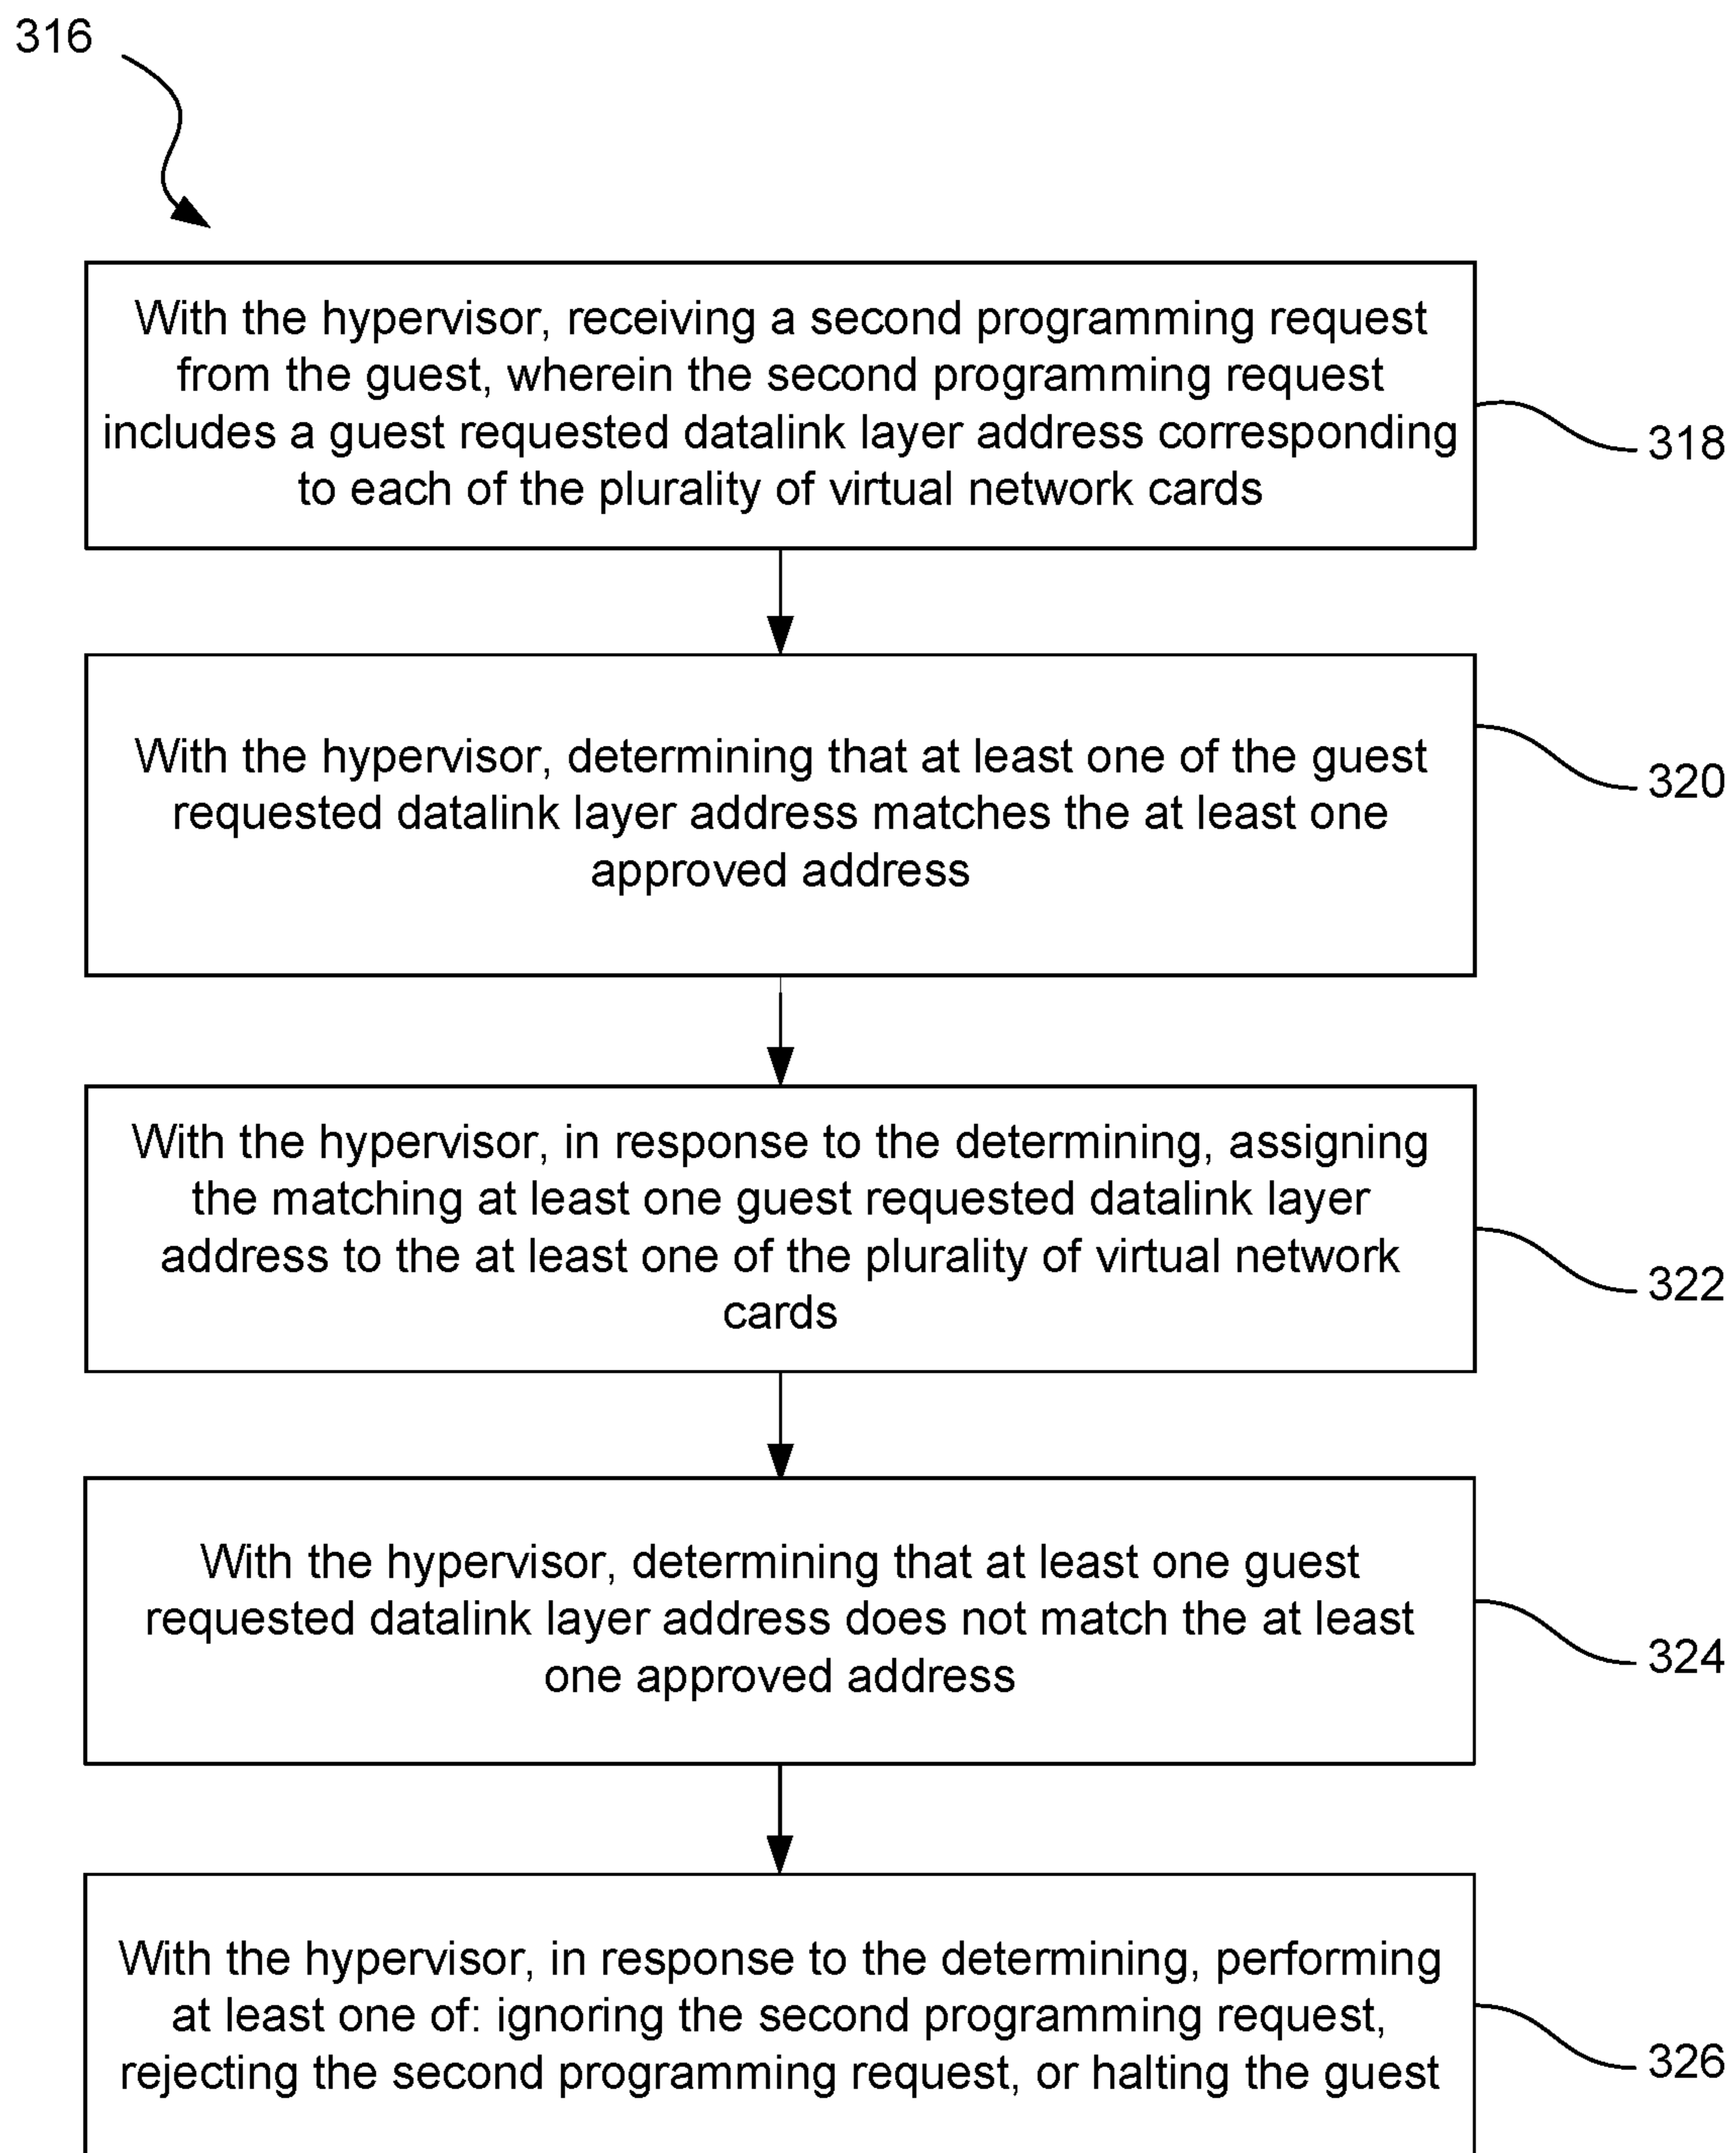 316
With the hypervisor, receiving a second programming request
from the guest, wherein the second programming request
includes a guest requested datalink layer address corresponding
to each of the plurality of virtual network cards
318
With the hypervisor, determining that at least one of the guest
requested datalink layer address matches the at least one
approved address
320
With the hypervisor, in response to the determining, assigning
the matching at least one guest requested datalink layer
address to the at least one of the plurality of virtual network
cards
322
With the hypervisor, determining that at least one guest
requested datalink layer address does not match the at least
one approved address
324
With the hypervisor, in response to the determining, performing
at least one of: ignoring the second programming request,
rejecting the second programming request, or halting the guest
326